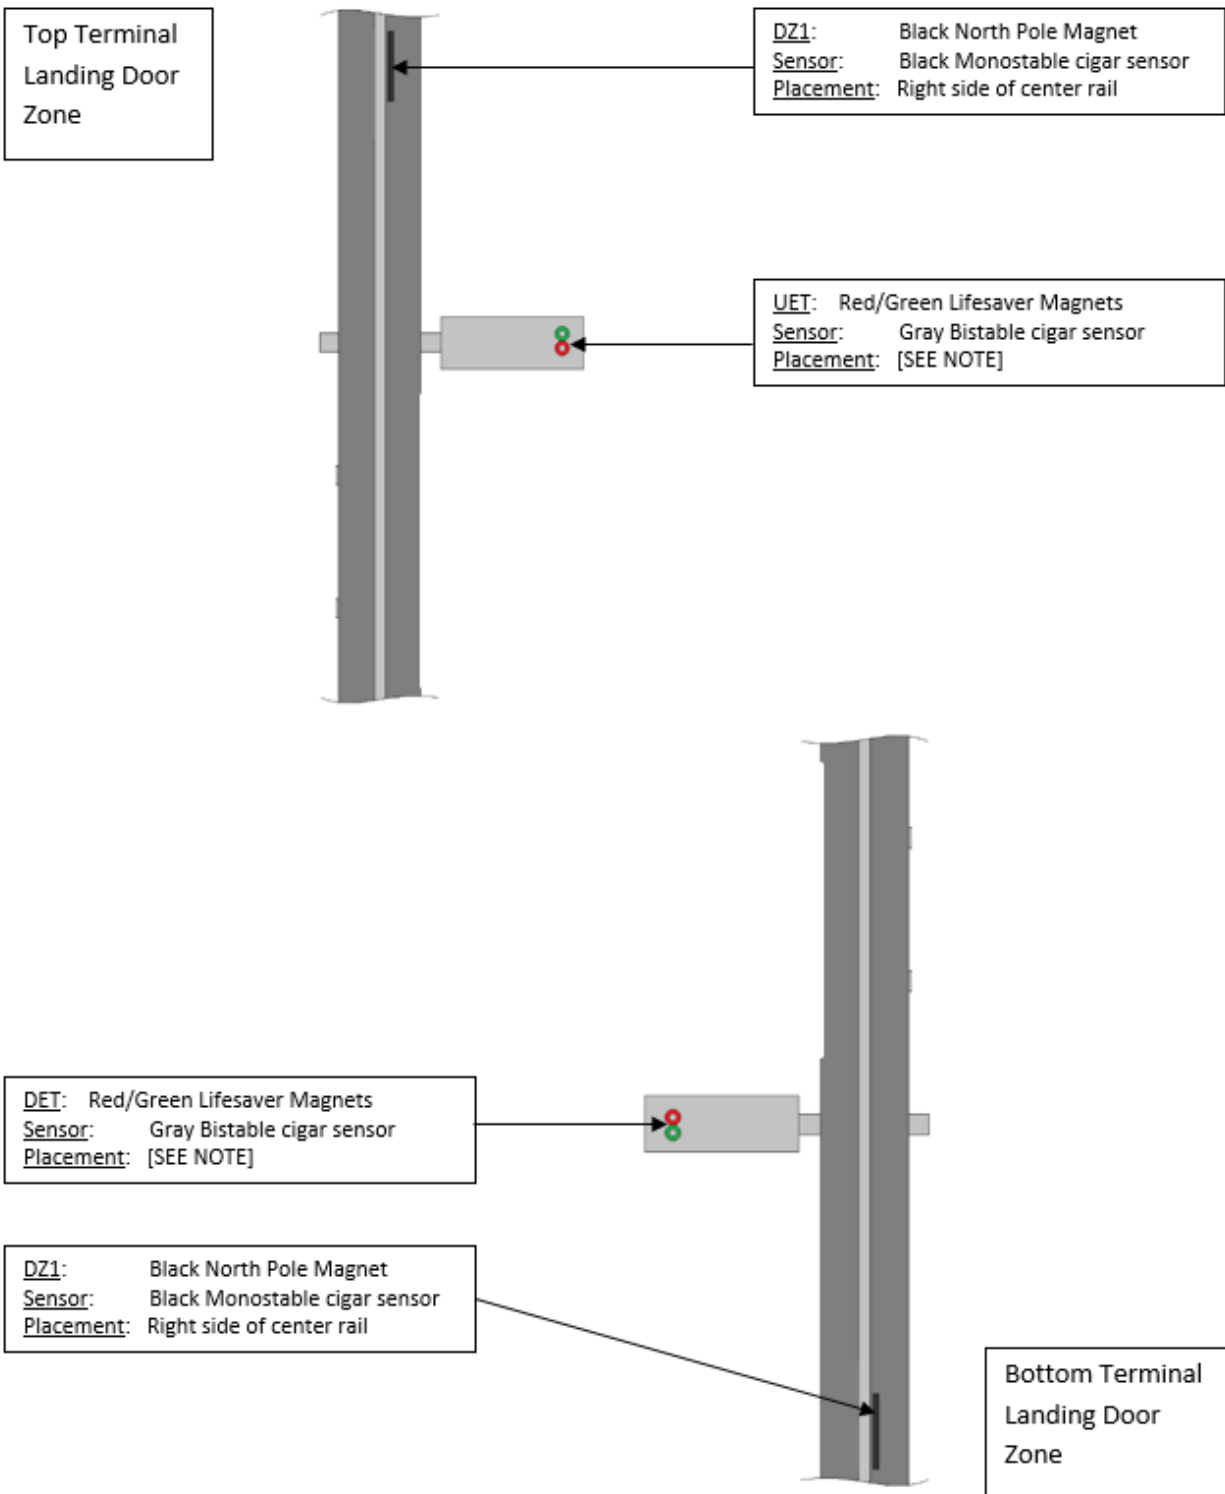 Top Terminal
Landing Door
Zone
DZ1: Black North Pole Magnet
Sensor: Black Monostable cigar sensor
Placement: Right side of center rail
UET: Red/Green Lifesaver Magnets
Sensor: Gray Bistable cigar sensor
Placement: [SEE NOTE]
DET: Red/Green Lifesaver Magnets
Sensor: Gray Bistable cigar sensor
Placement: [SEE NOTE]
DZ1: Black North Pole Magnet
Sensor: Black Monostable cigar sensor
Placement: Right side of center rail
Bottom Terminal
Landing Door
Zone